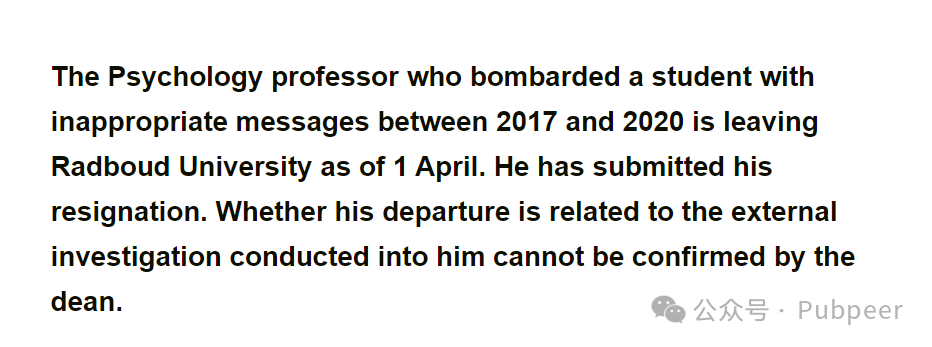 The Psychology professor who bombarded a student with
inappropriate messages between 2017 and 2020 is leaving
Radboud University as of 1 April. He has submitted his
resignation. Whether his departure is related to the external
investigation conducted into him cannot be confirmed by the
dean.
公众号 · Pubpeer